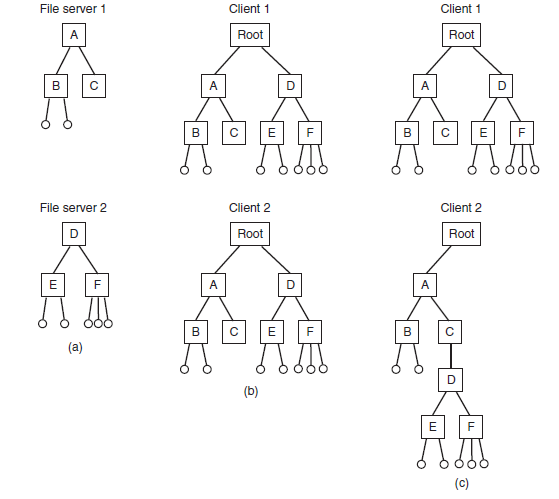 File server 1
A
B C
File server 2
D
E F
(a)
Client 1
Root
A D
B C E F
Client 2
Root
A D
B C E F
(b)
Client 1
Root
A D
B C E F
Client 2
Root
A
B C
D
E F
(c)